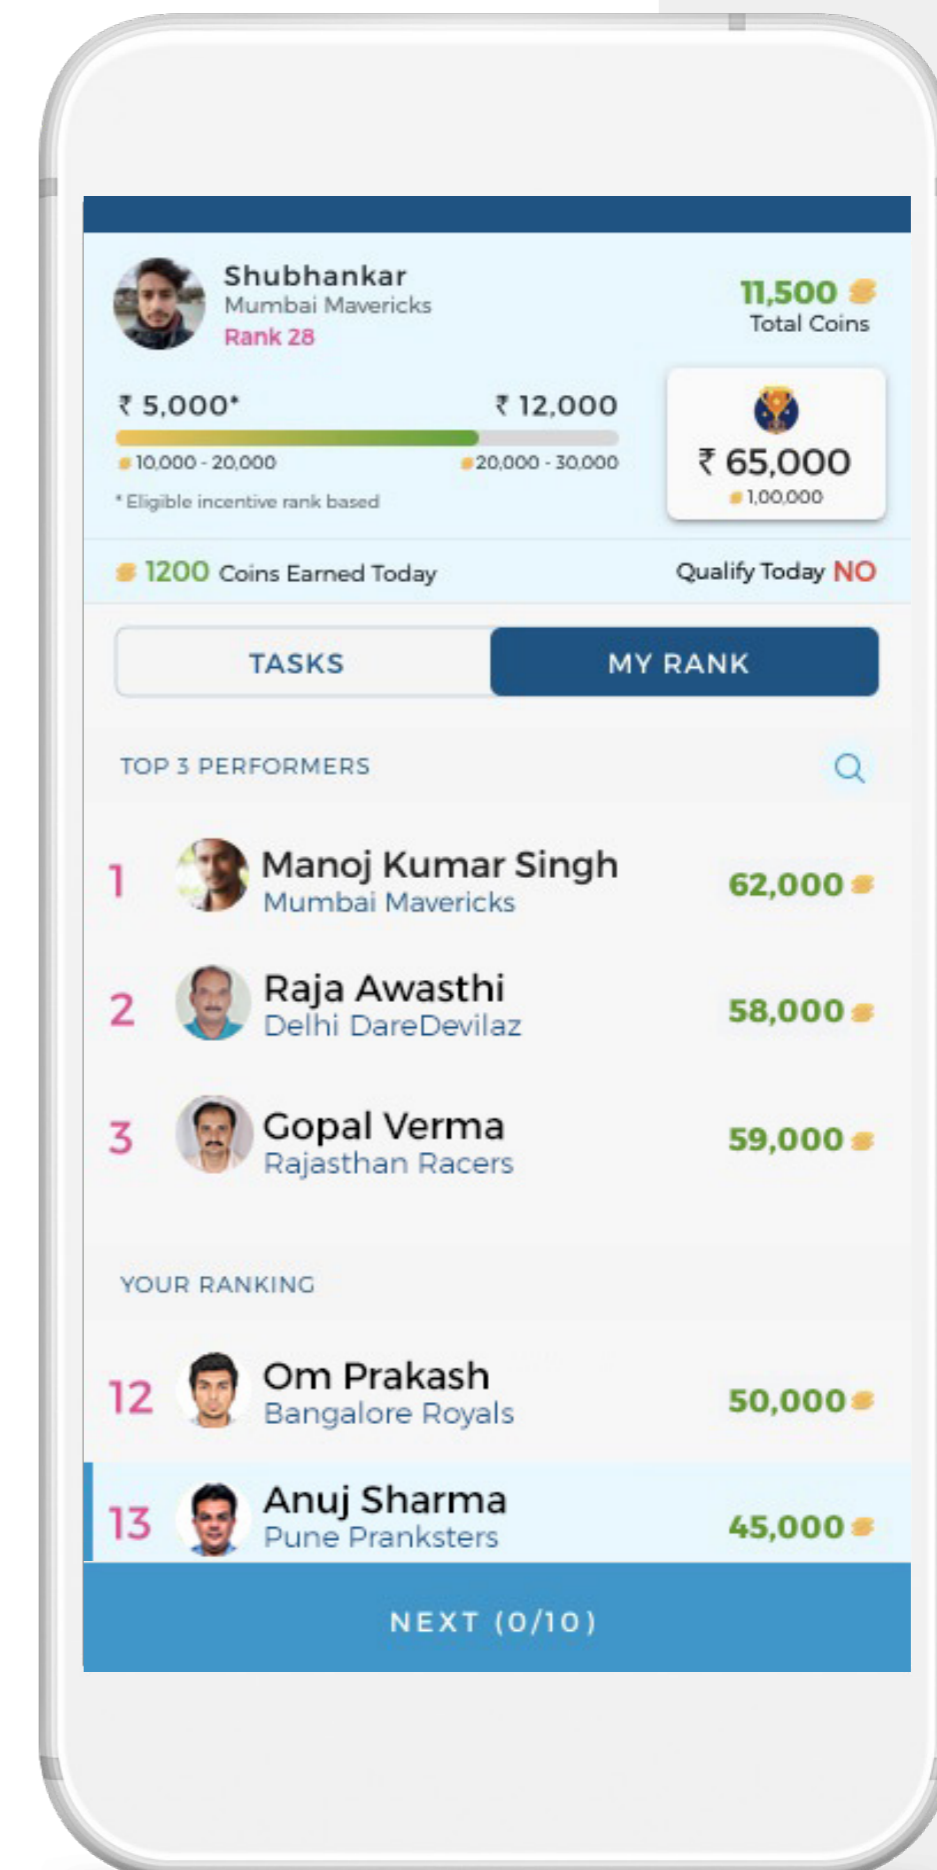 Shubhankar
Mumbai Mavericks
Rank 28
11,500
Total Coins
₹ 5,000*
₹ 12,000
10,000 - 20,000
20,000 - 30,000
* Eligible incentive rank based
₹ 65,000
1,00,000
1200 Coins Earned Today
Qualify Today NO
TASKS
MY RANK
TOP 3 PERFORMERS
1
Manoj Kumar Singh
Mumbai Mavericks
62,000
2
Raja Awasthi
Delhi DareDevilaz
58,000
3
Gopal Verma
Rajasthan Racers
59,000
YOUR RANKING
12
Om Prakash
Bangalore Royals
50,000
13
Anuj Sharma
Pune Pranksters
45,000
NEXT (0/10)